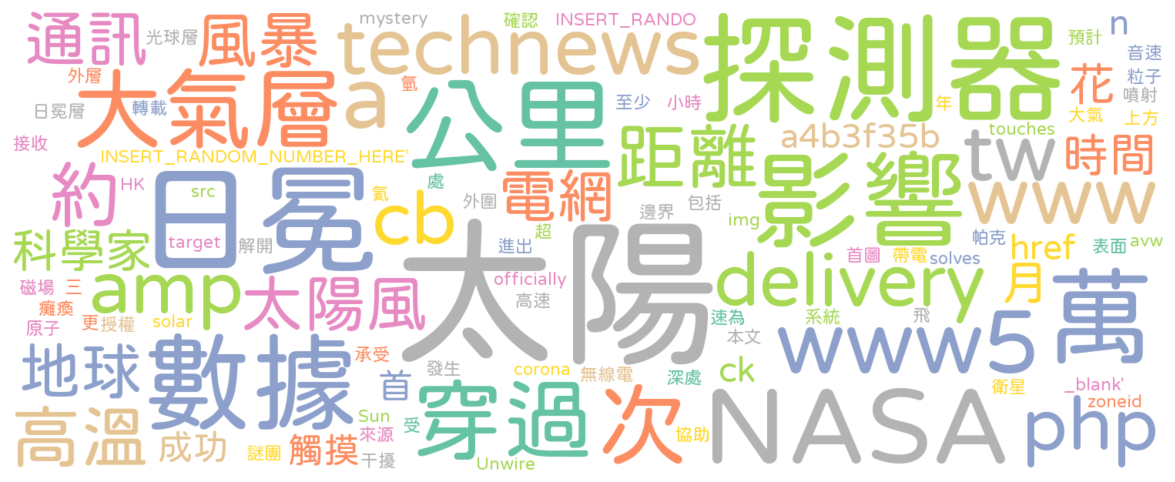 通訊
光球層
風暴
mystery
technews
確認
INSERT_RANDO
探測器
n
預計
音速
外層
大氣層
a
氫
公里
至少
小時
年
花
粒子
噴射
日冕層
轉載
大氣
上方
接收
INSERT_RANDOM_NUMBER_HERE'
距離
a4b3f35b
touches
tw
時間
約
HK
src
日冕
氦
cb
處
電網
外圍
包括
影響
www
科學家
target
解開
太陽
超
進出
邊界
img
首圖
帶電
帕克
solves
href
表面
avw
磁場
三
amp
太陽風
officially
高速
delivery
月
萬
癱瘓
原子
更
授權
solar
速為
系統
飛
本文
地球
數據
承受
發生
corona
無線電
深處
ck
www5
衛星
_blank'
首
Sun
受
穿過
次
NASA
php
zoneid
高溫
成功
謎團
觸摸
來源
干擾
Unwire
協助